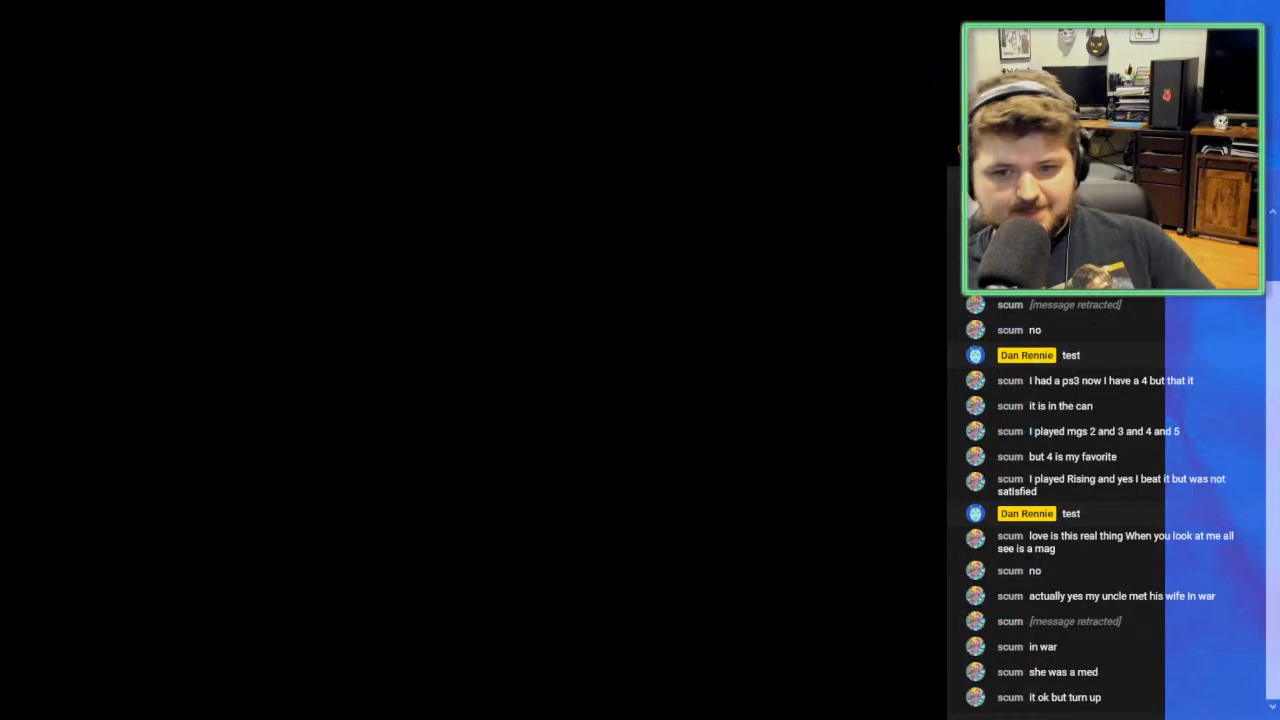 scum [message retracted]
scum no
Dan Rennie test
scum I had a ps3 now I have a 4 but that it
scum it is in the can
scum I played mgs 2 and 3 and 4 and 5
scum but 4 is my favorite
scum I played Rising and yes I beat it but was not
satisfied
Dan Rennie test
scum love is this real thing When you look at me all
see is a mag
scum no
scum actually yes my uncle met his wife In war
scum [message retracted]
scum in war
scum she was a med
scum it ok but turn up